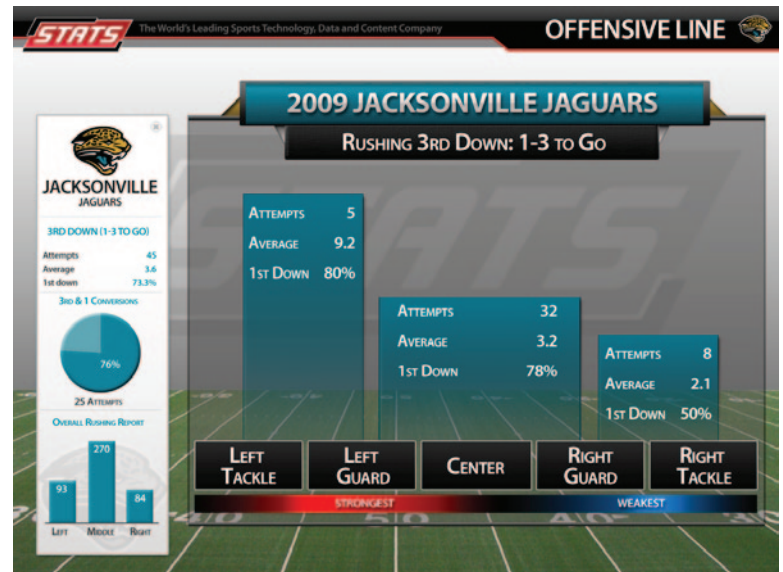 STATS
The World's Leading Sports Technology, Data and Content Company
OFFENSIVE LINE
2009 JACKSONVILLE JAGUARS
RUSHING 3RD DOWN: 1-3 TO GO
JACKSONVILLE
JAGUARS
3RD DOWN (1-3 TO GO)
Attempts 45
Average 3.6
1st down 73.3%
3RD & 1 CONVERSIONS
76%
25 ATTEMPTS
OVERALL RUSHING REPORT
93 270 84
LEFT MIDDLE RIGHT
ATTEMPTS 5
AVERAGE 9.2
1ST DOWN 80%
ATTEMPTS 32
AVERAGE 3.2
1ST DOWN 78%
ATTEMPTS 8
AVERAGE 2.1
1ST DOWN 50%
LEFT
TACKLE
LEFT
GUARD
CENTER
RIGHT
GUARD
RIGHT
TACKLE
STRONGEST WEAKEST
STATS